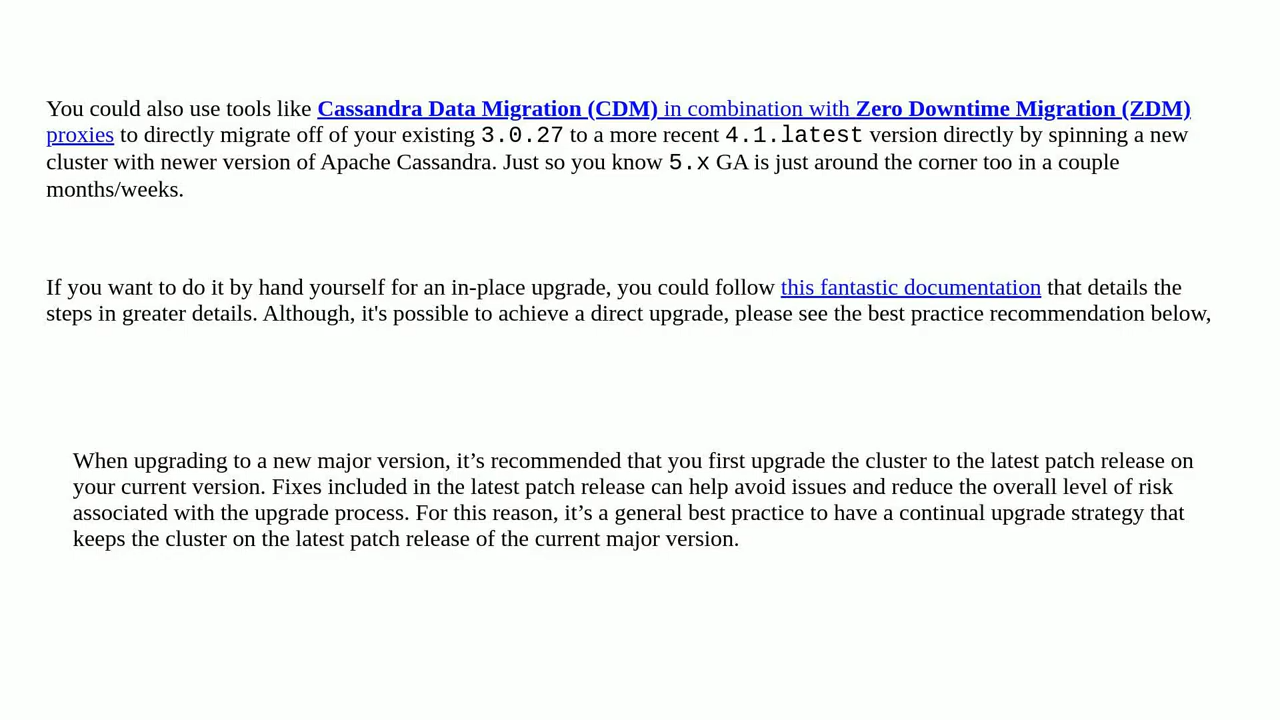 You could also use tools like Cassandra Data Migration (CDM) in combination with Zero Downtime Migration (ZDM)
proxies to directly migrate off of your existing 3.0.27 to a more recent 4.1.latest version directly by spinning a new
cluster with newer version of Apache Cassandra. Just so you know 5.x GA is just around the corner too in a couple
months/weeks.
If you want to do it by hand yourself for an in-place upgrade, you could follow this fantastic documentation that details the
steps in greater details. Although, it's possible to achieve a direct upgrade, please see the best practice recommendation below,
When upgrading to a new major version, it’s recommended that you first upgrade the cluster to the latest patch release on
your current version. Fixes included in the latest patch release can help avoid issues and reduce the overall level of risk
associated with the upgrade process. For this reason, it’s a general best practice to have a continual upgrade strategy that
keeps the cluster on the latest patch release of the current major version.